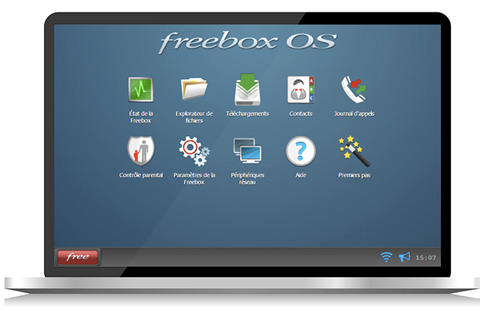 freebox OS
État de la
Freebox
Explorateur de
fichiers
Téléchargements
Contacts
Journal d'appels
Contrôle parental
Paramètres de la
Freebox
Périphériques
réseau
Aide
Premiers pas
free
15:07